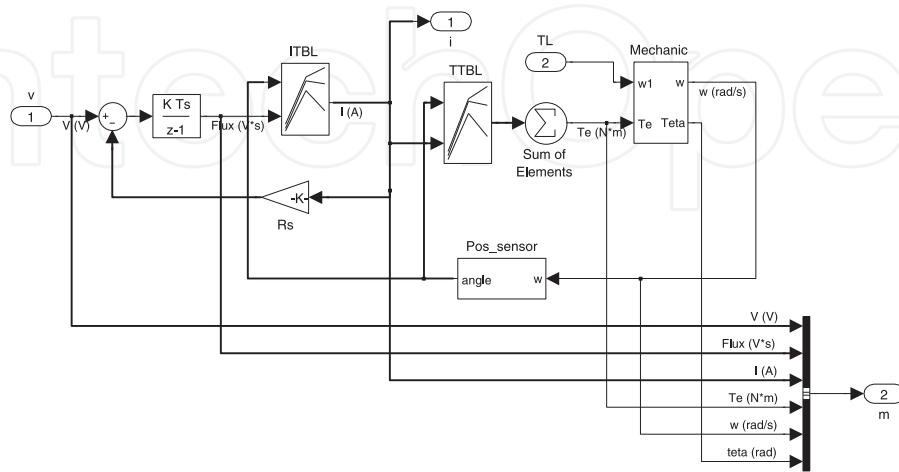 ntechOpe
ITBL
1
i
TL
2
Mechanic
w1
w
w (rad/s)
Te
Teta
TTBL
v
1
V (V)
+
−
K Ts
z-1
Flux (V*s)
I (A)
Sum of
Elements
Te (N*m)
-K-
Rs
Pos_sensor
angle
w
V (V)
Flux (V*s)
I (A)
Te (N*m)
w (rad/s)
teta (rad)
2
m